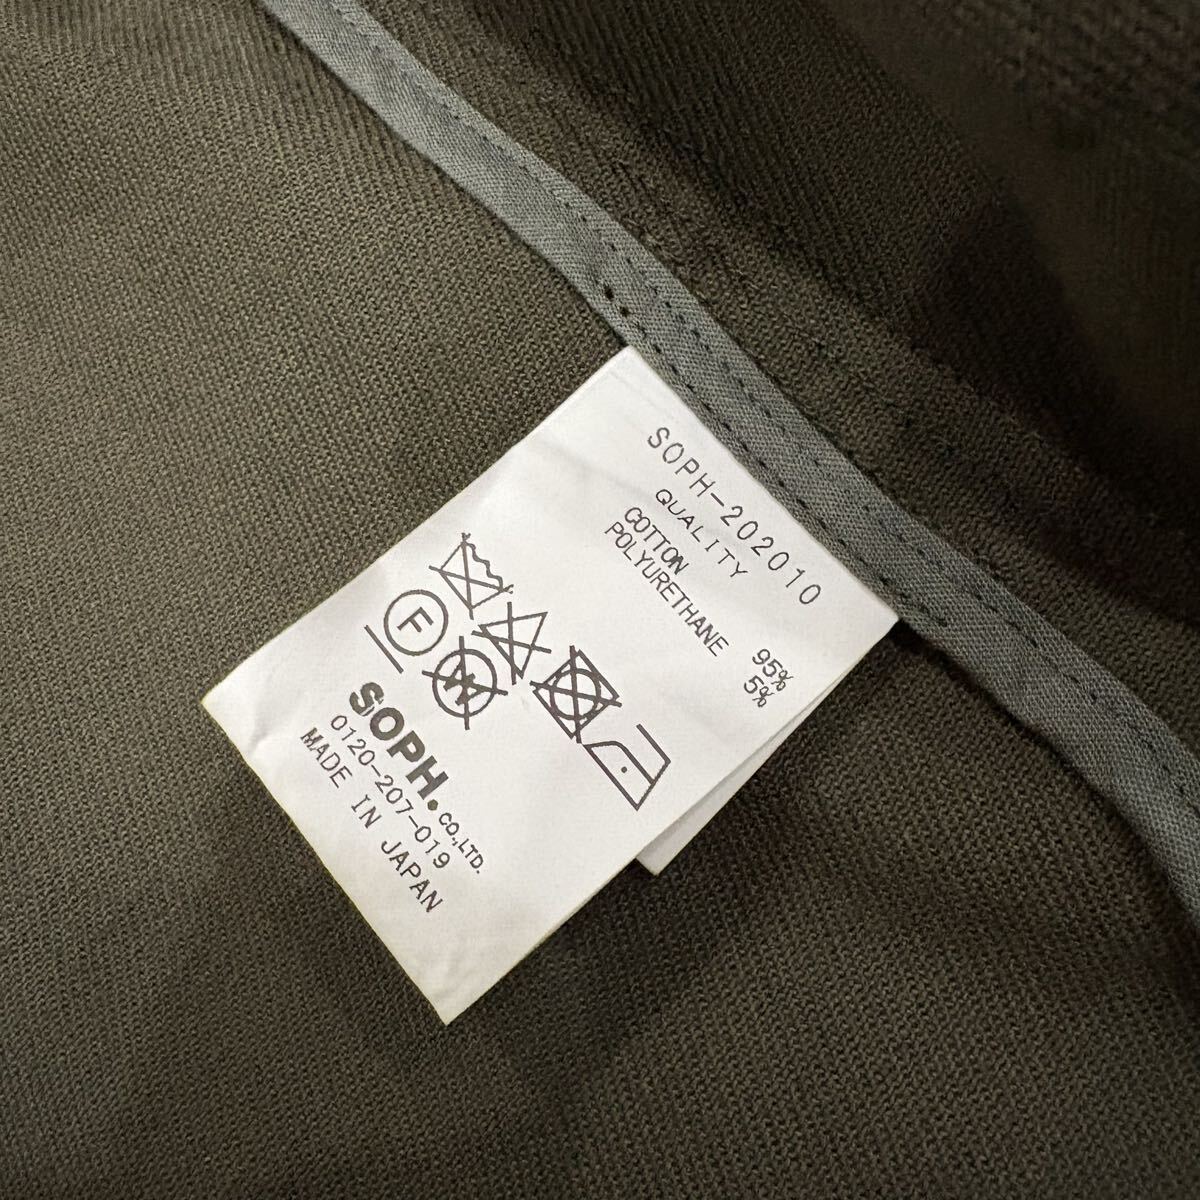 SOPH-202010
QUALITY
COTTON 95%
POLYURETHANE 5%
F W
SOPH. CO.,LTD.
0120-207-019
MADE IN JAPAN